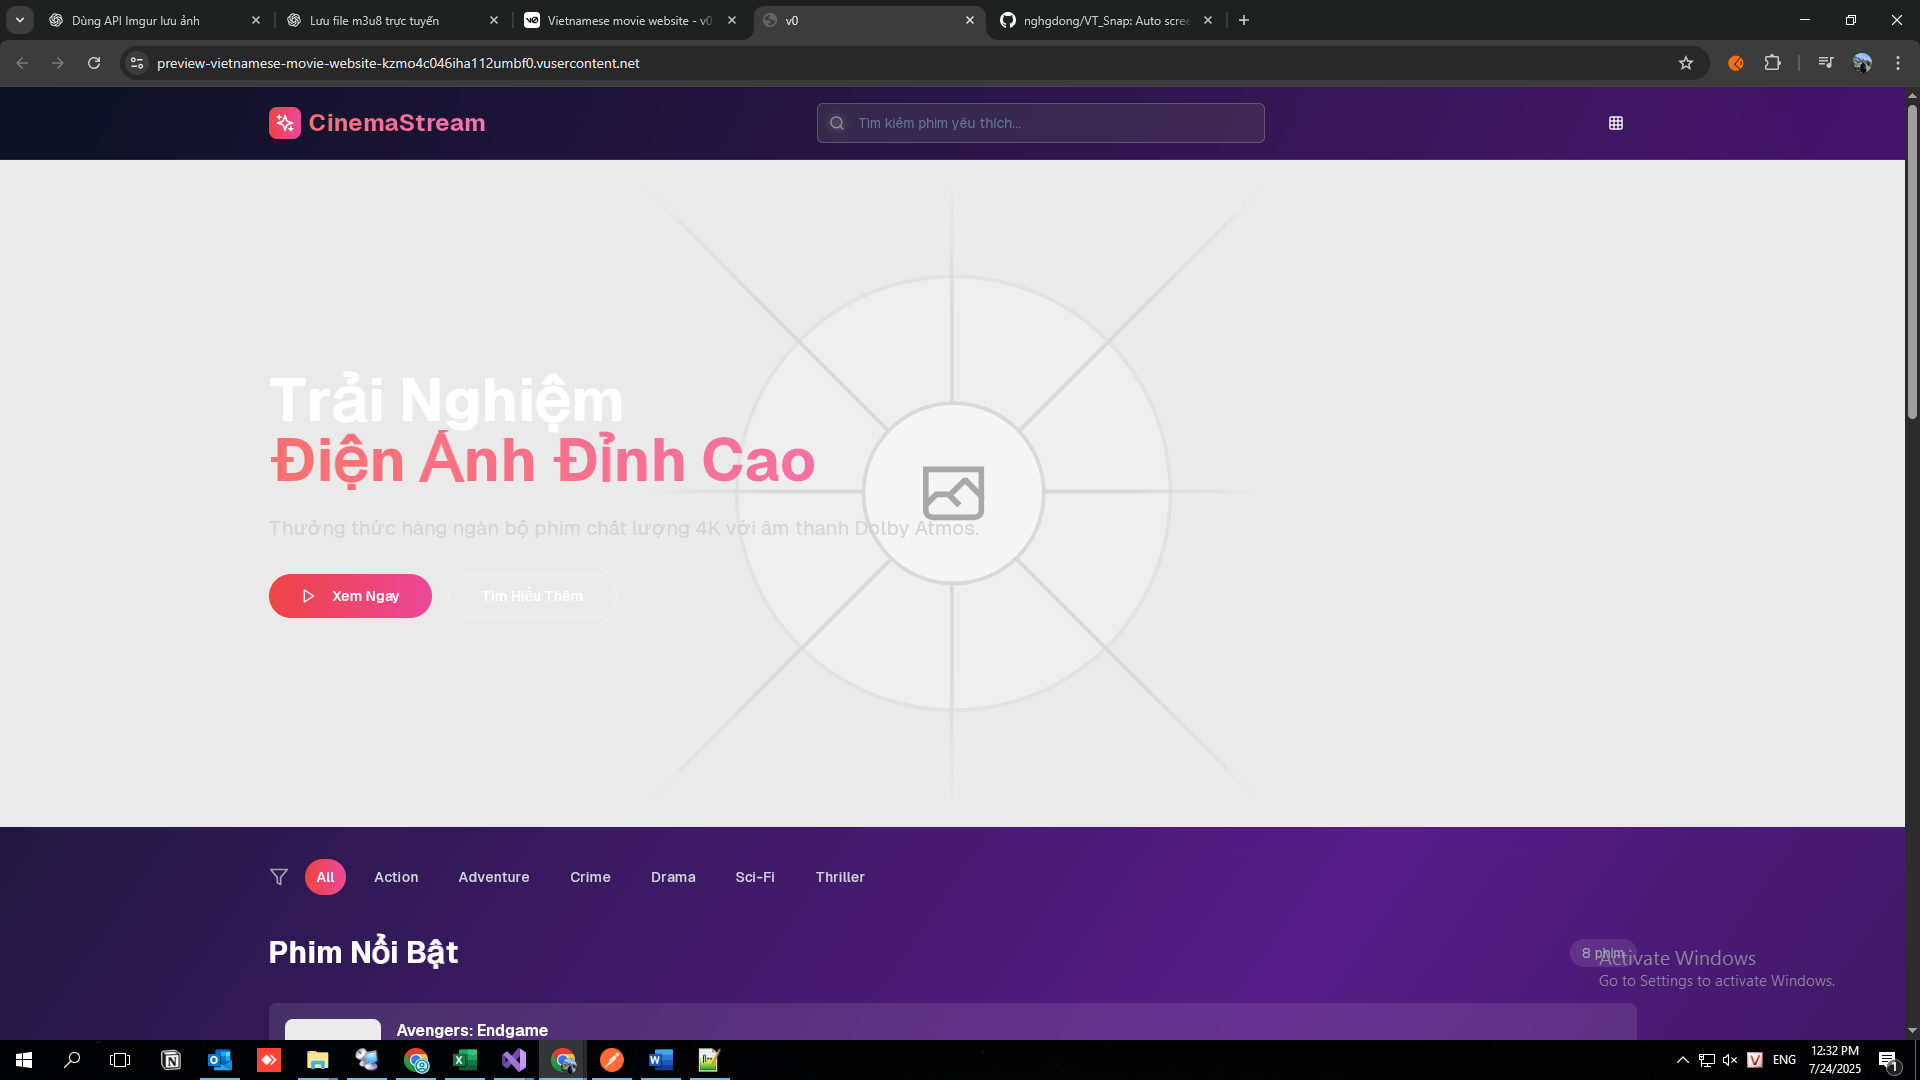 Dùng API Imgur lưu ảnh
Lưu file m3u8 trực tuyến
Vietnamese movie website - v0
v0
nghgdong/VT_Snap: Auto scree
preview-vietnamese-movie-website-kzmo4c046iha112umbf0.vusercontent.net
CinemaStream
Tìm kiếm phim yêu thích...
Trải Nghiệm
Điện Ảnh Đỉnh Cao
Thưởng thức hàng ngàn bộ phim chất lượng 4K với âm thanh Dolby Atmos.
Xem Ngay
Tìm Hiểu Thêm
All
Action
Adventure
Crime
Drama
Sci-Fi
Thriller
Phim Nổi Bật
8 phim
Activate Windows
Go to Settings to activate Windows.
Avengers: Endgame
ENG
12:32 PM
7/24/2025
1